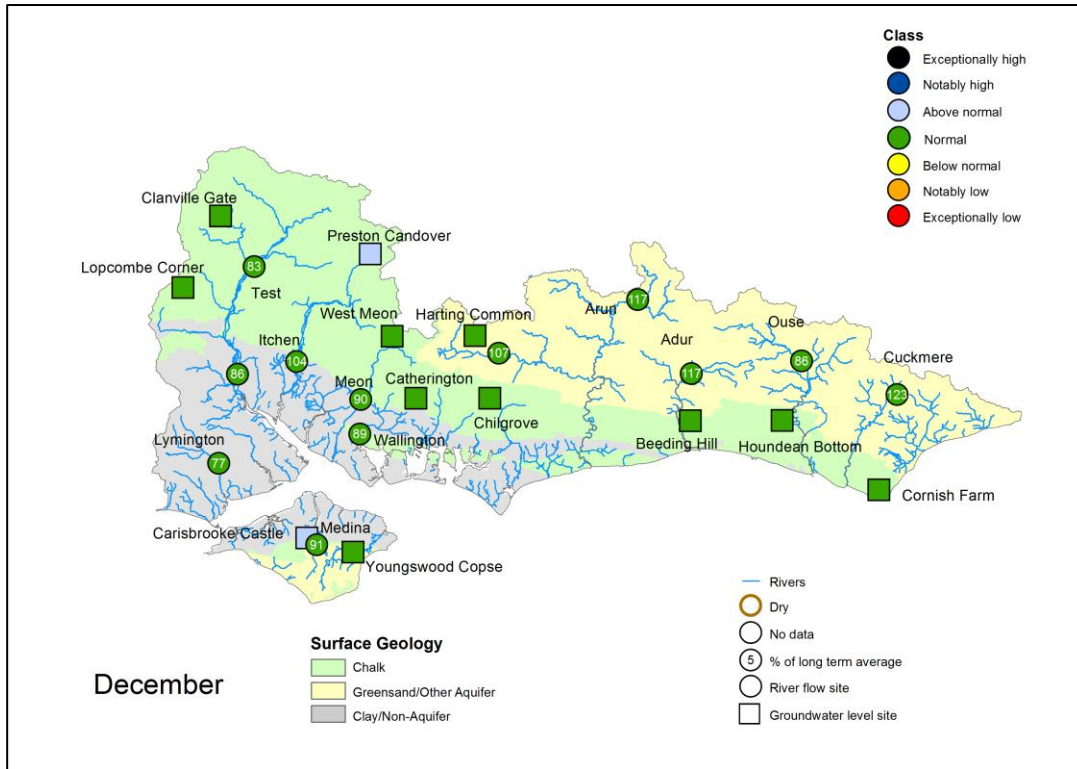 Class
Exceptionally high
Notably high
Above normal
Normal
Below normal
Notably low
Exceptionally low
Clanville Gate
Preston Candover
Lopcombe Corner
83
Test
West Meon
Harting Common
Arun
117
Ouse
Itchen
104
107
Adur
86
Cuckmere
86
Meon
90
Catherington
117
123
Chilgrove
89
Wallington
Beeding Hill
Houndean Bottom
Lymington
77
Cornish Farm
Carisbrooke Castle
Medina
91
Youngswood Copse
Rivers
Dry
No data
5
% of long term average
River flow site
Groundwater level site
Surface Geology
Chalk
Greensand/Other Aquifer
Clay/Non-Aquifer
December